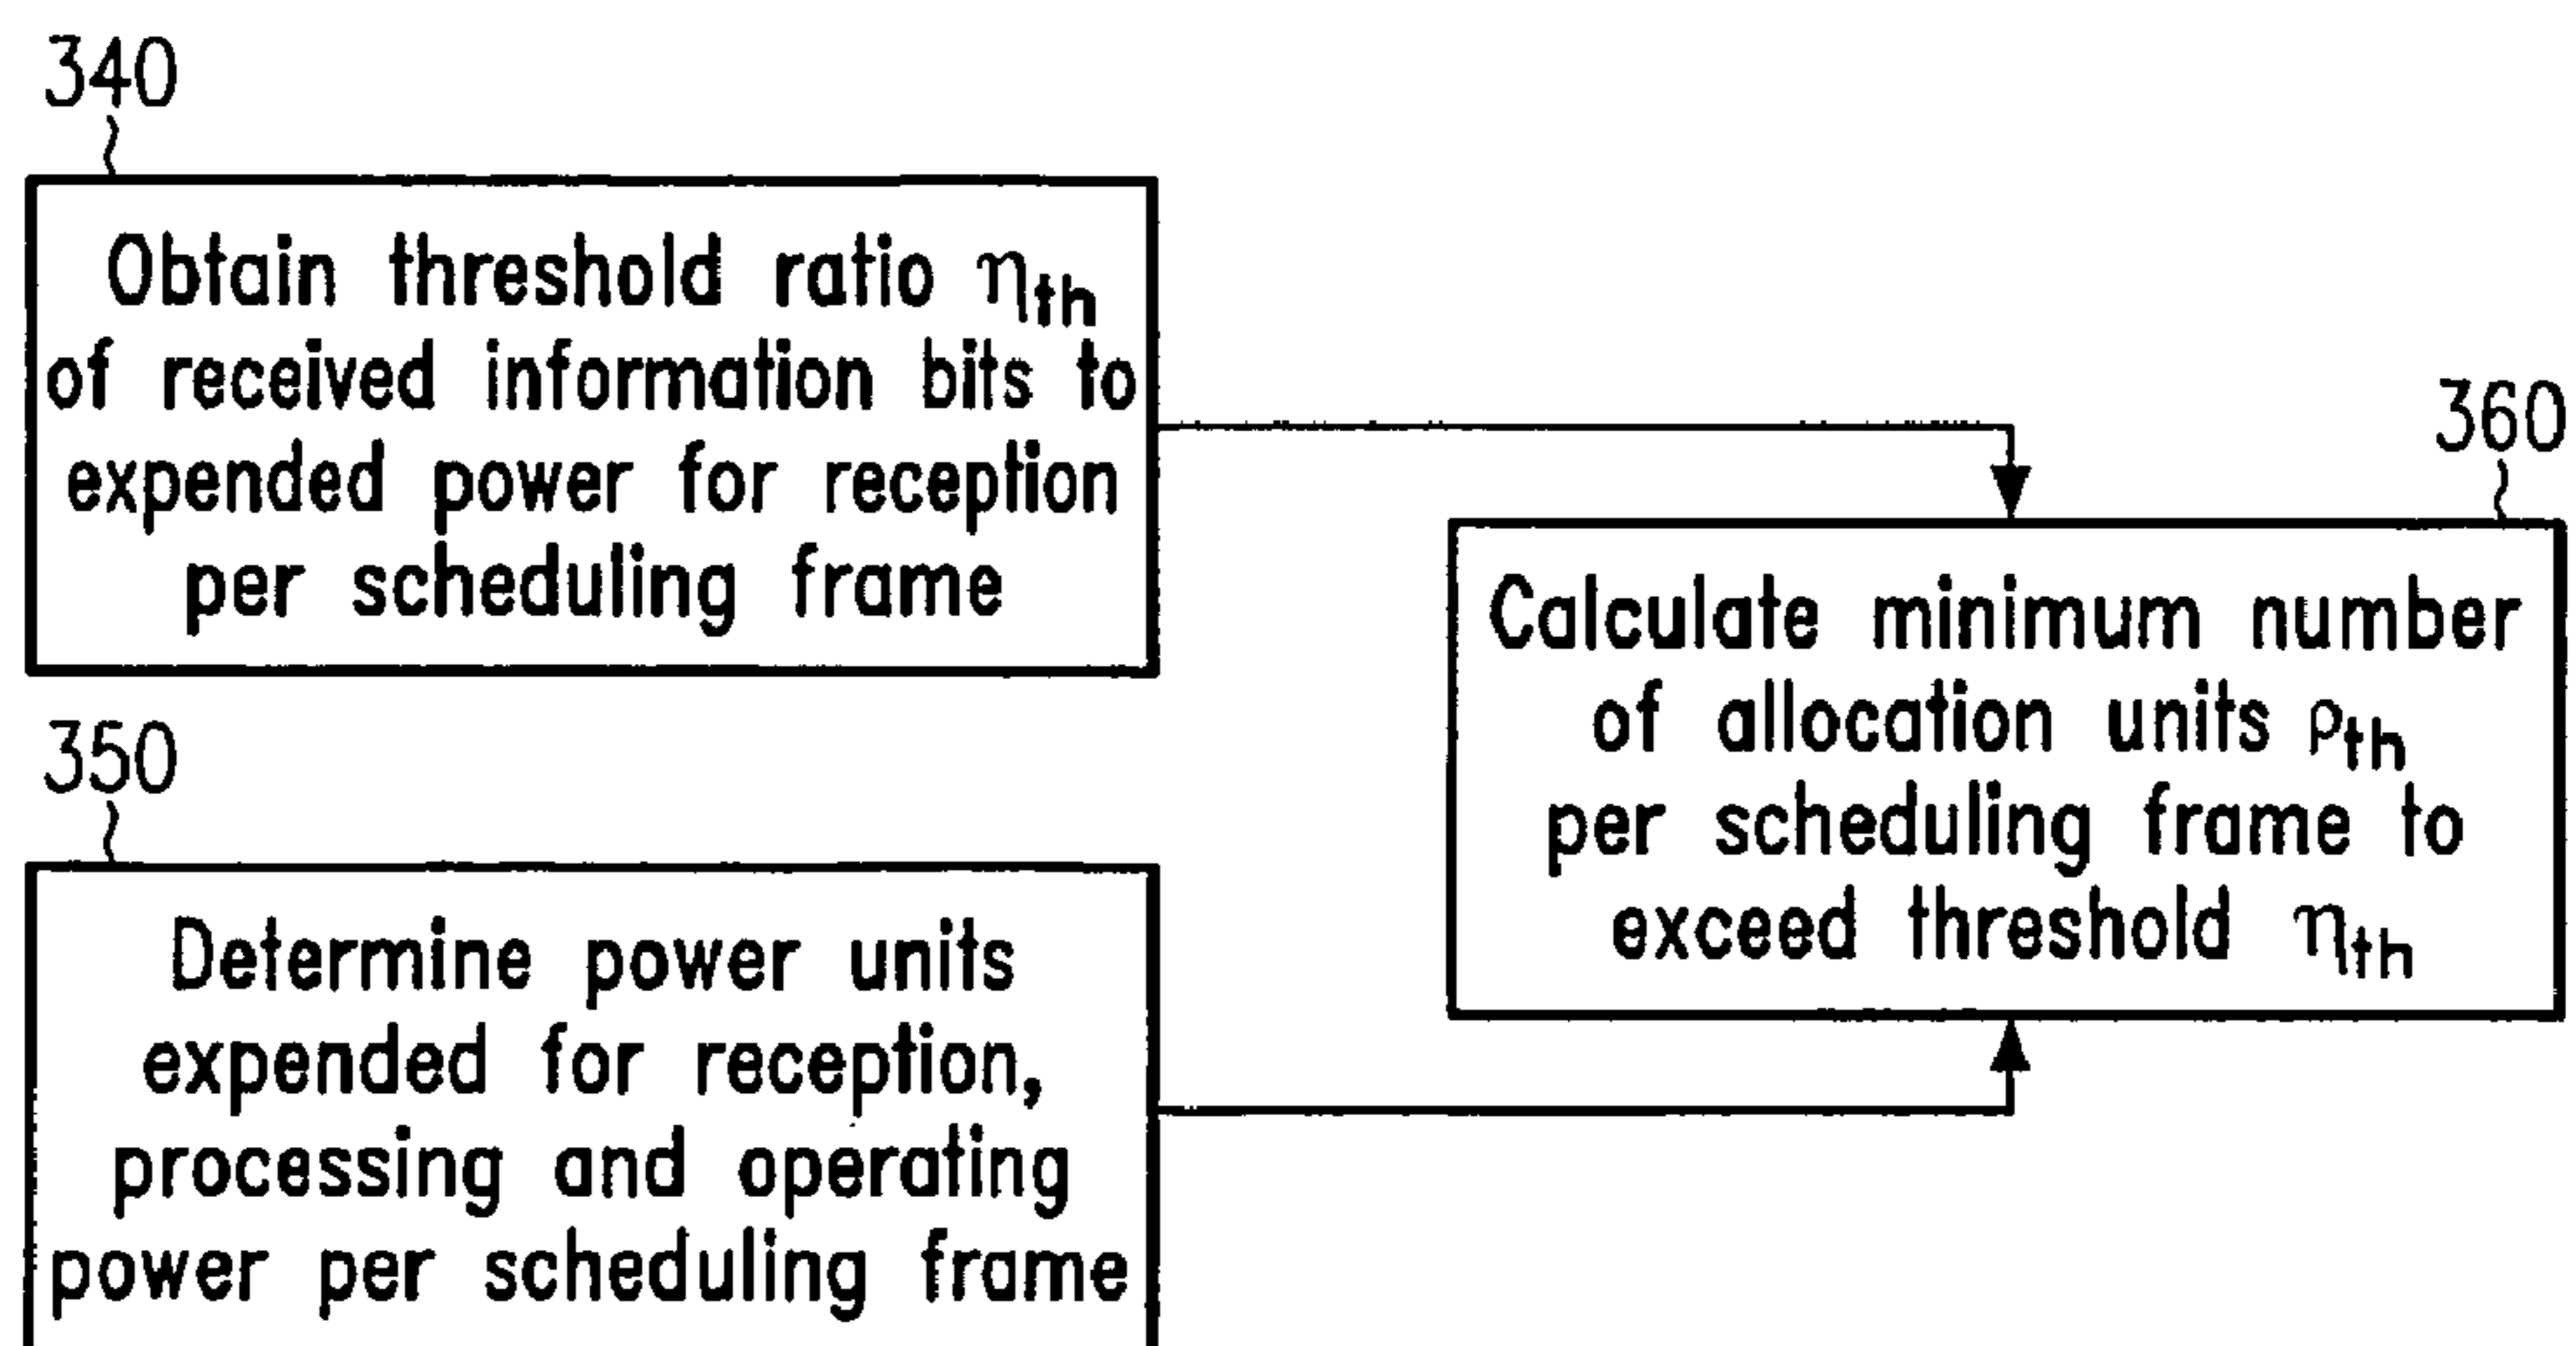 340
Obtain threshold ratio ηth
of received information bits to
expended power for reception
per scheduling frame
350
Determine power units
expended for reception,
processing and operating
power per scheduling frame
360
Calculate minimum number
of allocation units ρth
per scheduling frame to
exceed threshold ηth